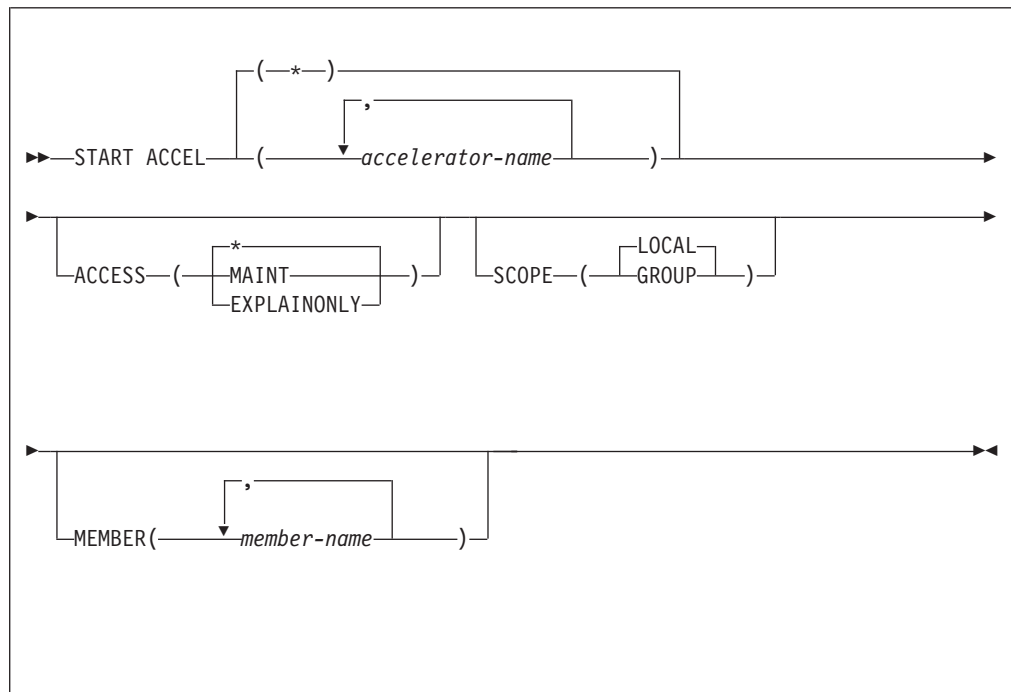 ( * )
,
START ACCEL ( accelerator-name )
* LOCAL
ACCESS ( MAINT ) SCOPE ( GROUP )
EXPLAINONLY
,
MEMBER( member-name )